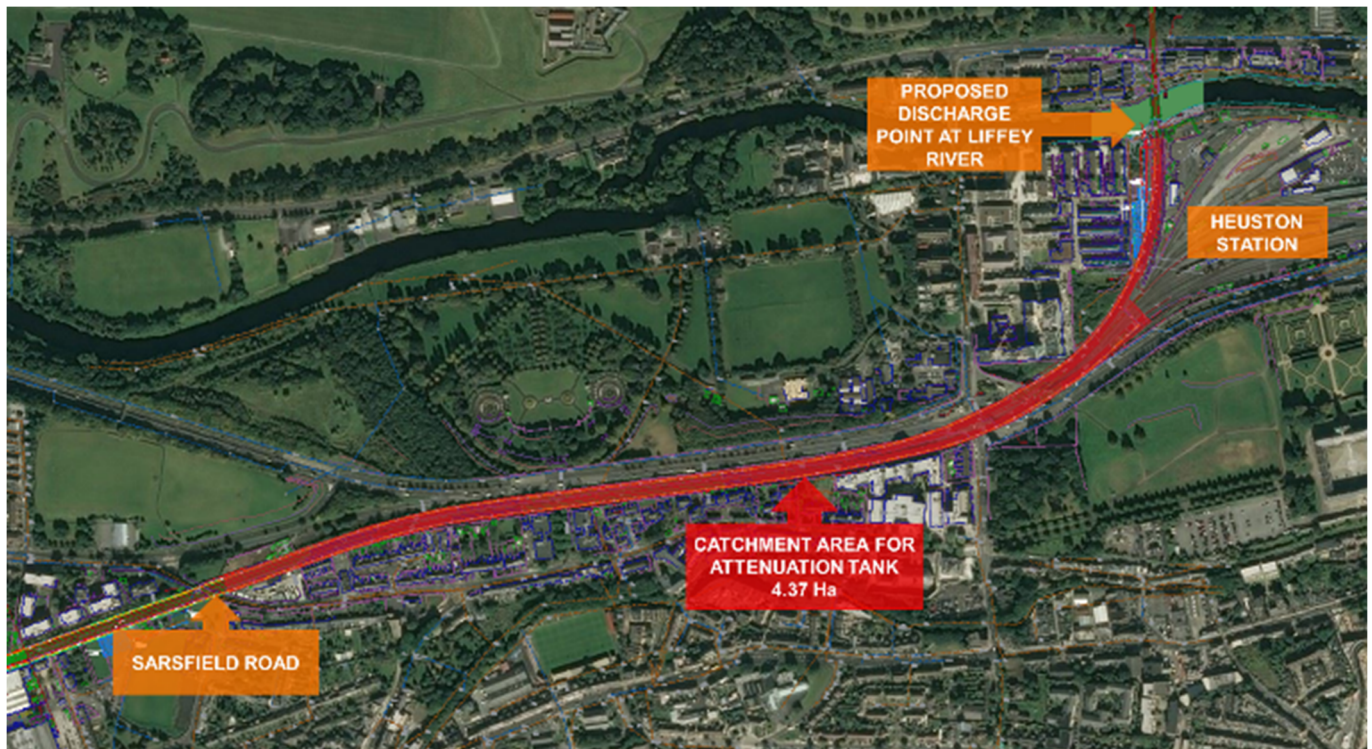 PROPOSED
DISCHARGE
POINT AT LIFFEY
RIVER
HEUSTON
STATION
CATCHMENT AREA FOR
ATTENUATION TANK
4.37 Ha
SARSFIELD ROAD